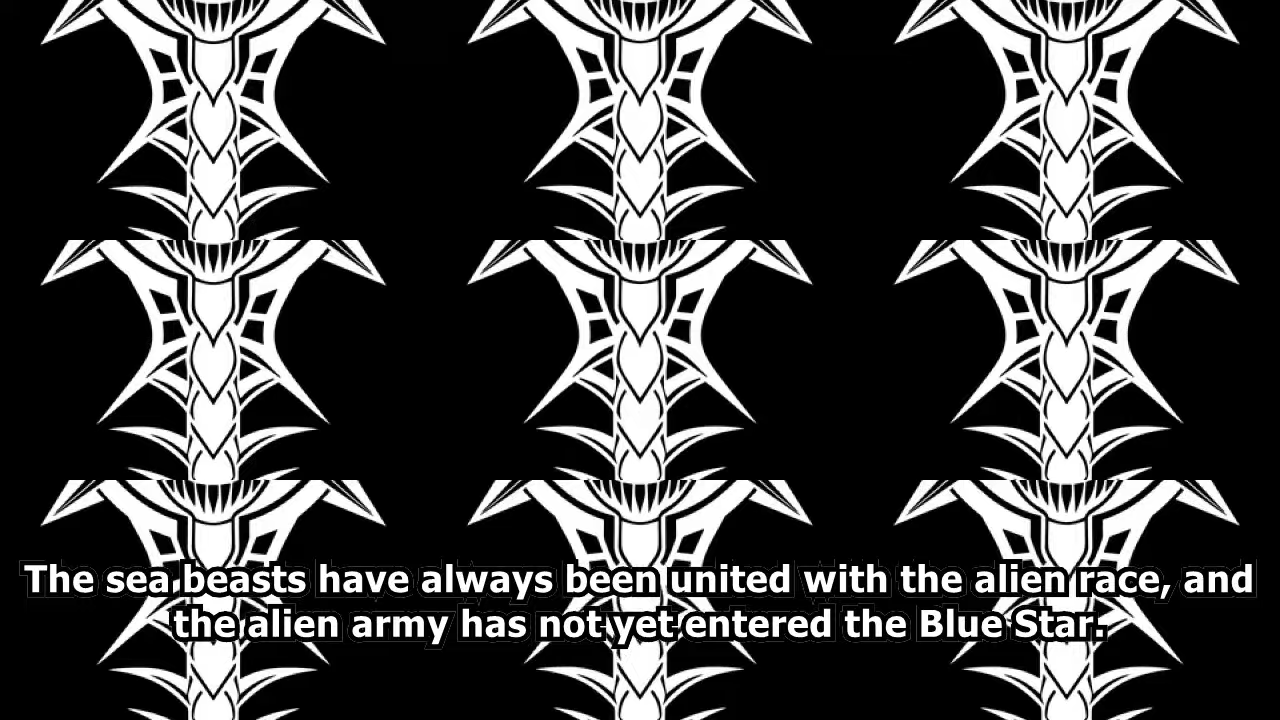 The sea beasts have always been united with the alien race, and
the alien army has not yet entered the Blue Star.